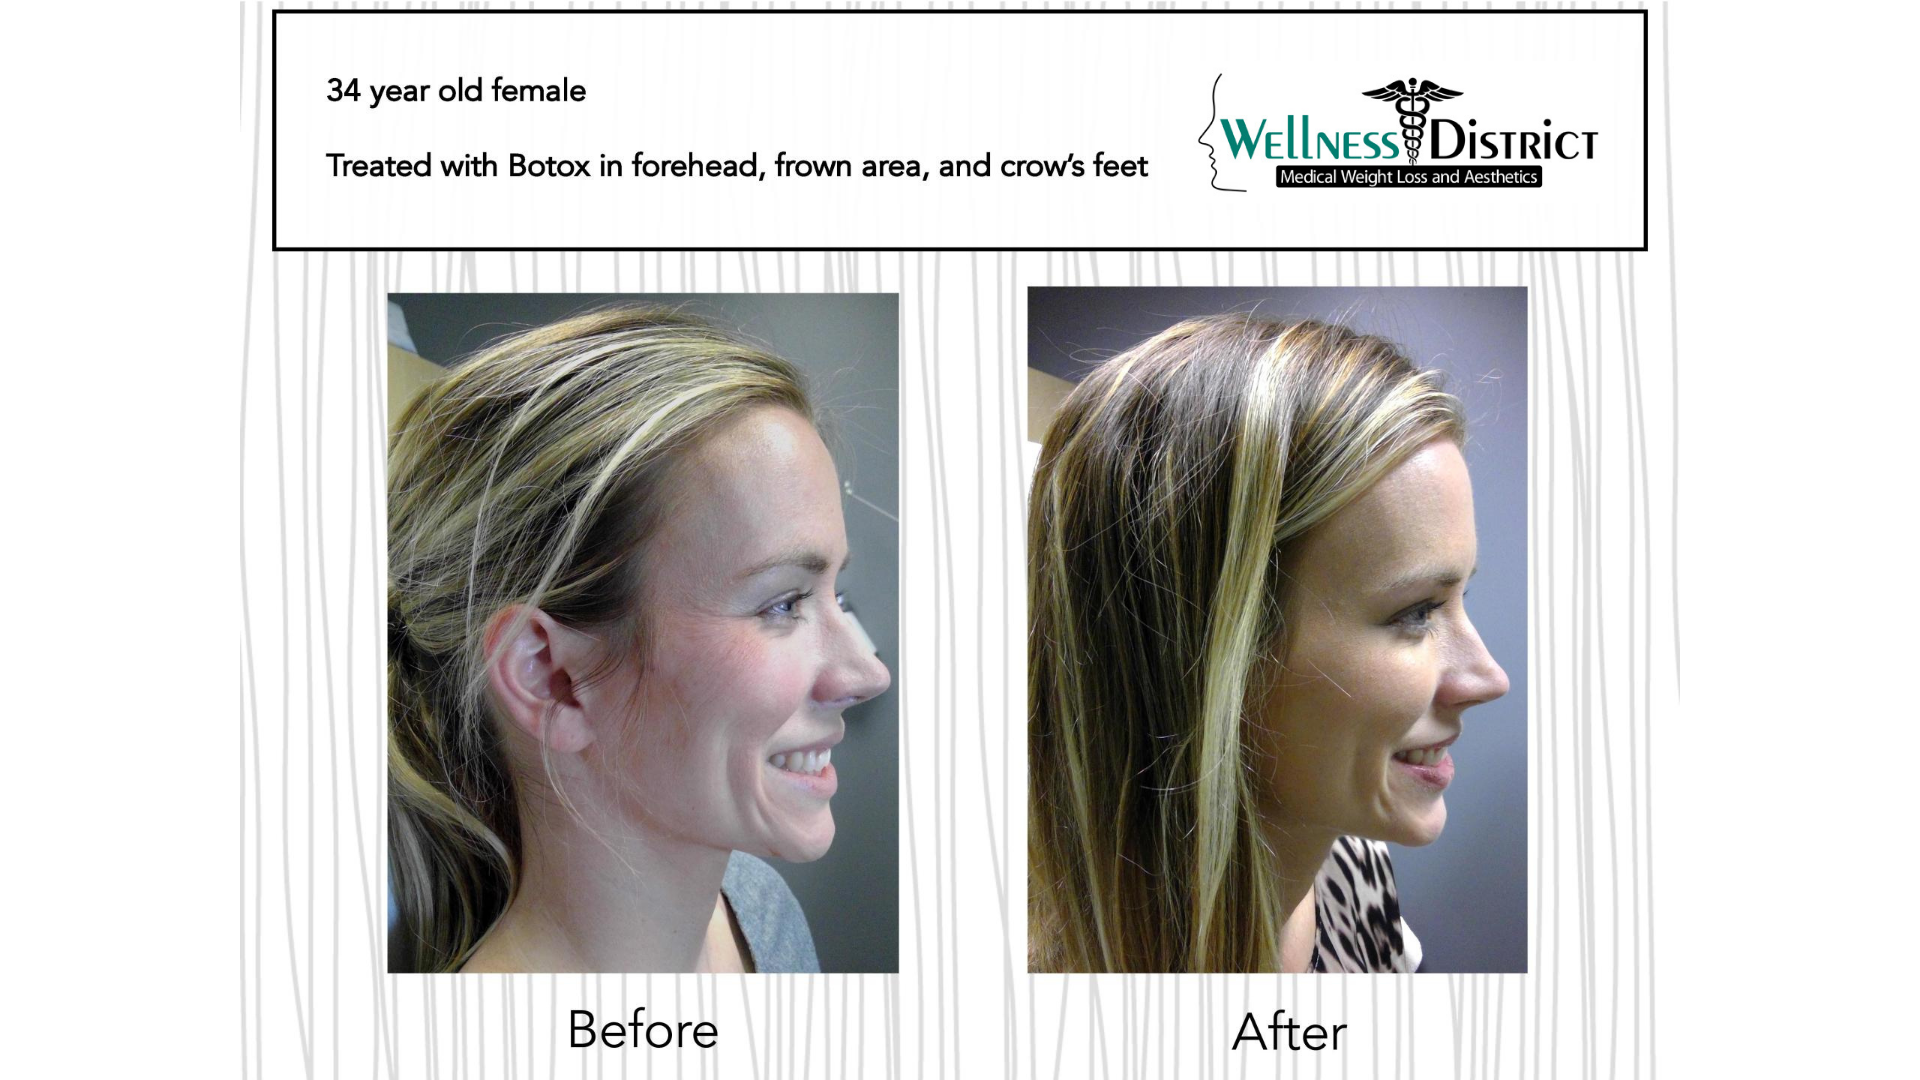 34 year old female
Treated with Botox in forehead, frown area, and crow's feet
Wellness District
Medical Weight Loss and Aesthetics
Before
After